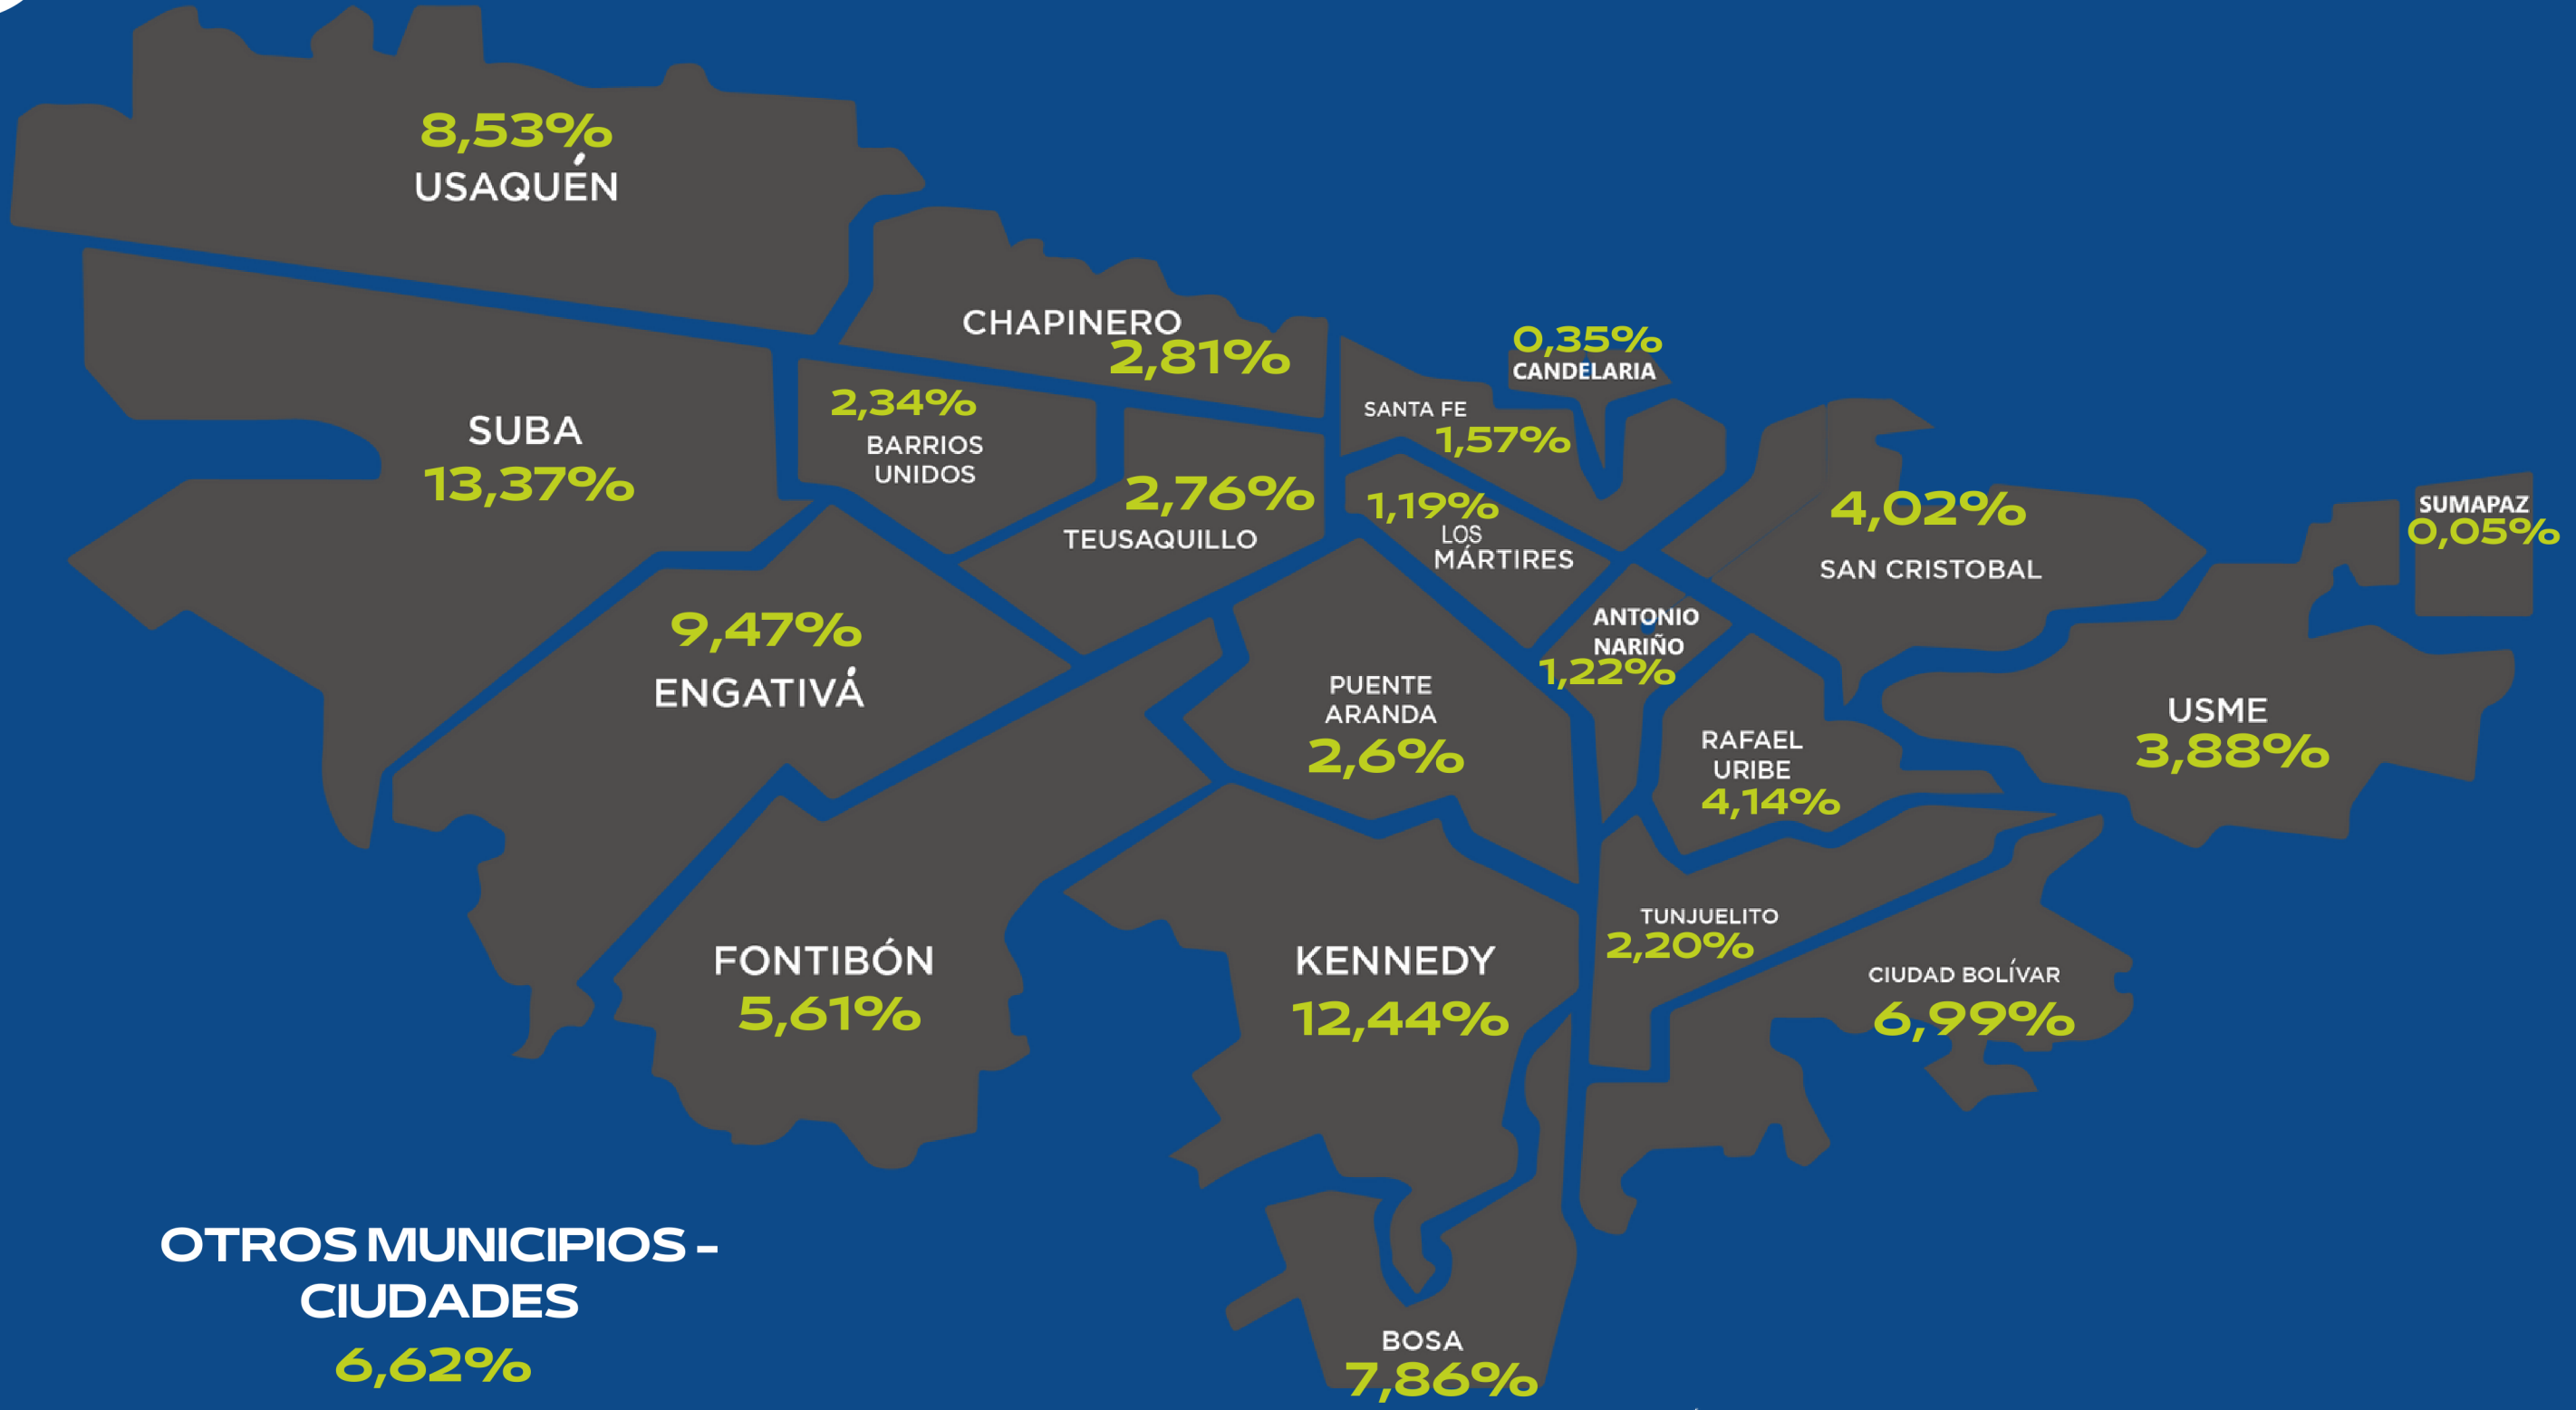 8,53%
USAQUÉN
CHAPINERO
2,81%
0,35%
CANDELARIA
SUBA
13,37%
2,34%
BARRIOS
UNIDOS
SANTA FE
1,57%
2,76%
TEUSAQUILLO
1,19%
LOS
MÁRTIRES
4,02%
SAN CRISTOBAL
SUMAPAZ
0,05%
9,47%
ENGATIVÁ
ANTONIO
NARIÑO
1,22%
PUENTE
ARANDA
2,6%
RAFAEL
URIBE
4,14%
USME
3,88%
FONTIBÓN
5,61%
KENNEDY
12,44%
TUNJUELITO
2,20%
CIUDAD BOLÍVAR
6,99%
OTROS MUNICIPIOS -
CIUDADES
6,62%
BOSA
7,86%